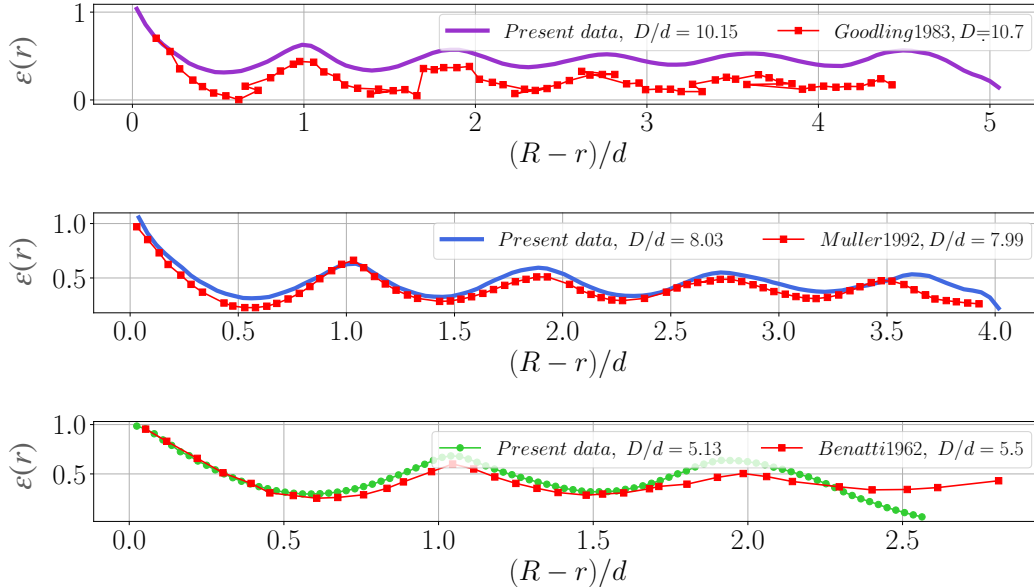 ε(r)
1
0
Present data, D/d = 10.15
Goodling1983, D=10.7
0 1 2 3 4 5
(R − r)/d
ε(r)
1.0
0.5
Present data, D/d = 8.03
Muller1992, D/d = 7.99
0.0 0.5 1.0 1.5 2.0 2.5 3.0 3.5 4.0
(R − r)/d
ε(r)
1.0
0.5
Present data, D/d = 5.13
Benatti1962, D/d = 5.5
0.0 0.5 1.0 1.5 2.0 2.5
(R − r)/d